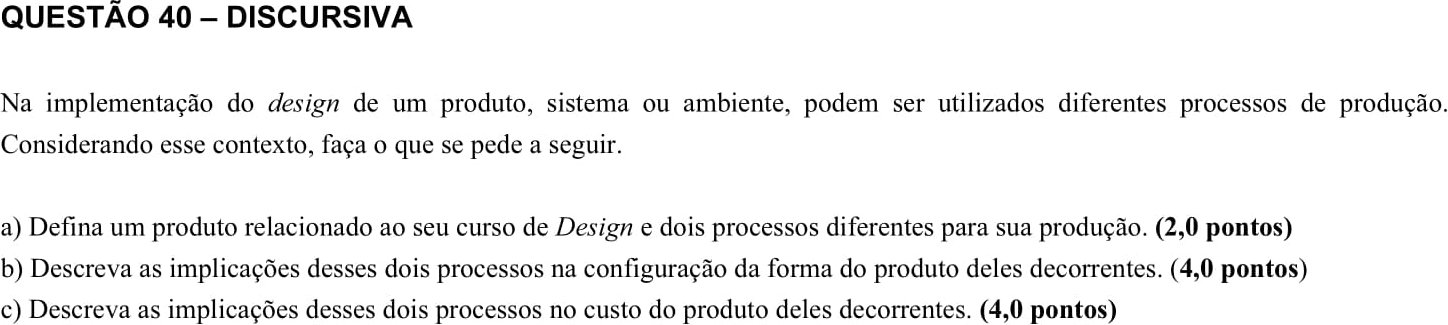 QUESTÃO 40 – DISCURSIVA
Na implementação do design de um produto, sistema ou ambiente, podem ser utilizados diferentes processos de produção.
Considerando esse contexto, faça o que se pede a seguir.
a) Defina um produto relacionado ao seu curso de Design e dois processos diferentes para sua produção. (2,0 pontos)
b) Descreva as implicações desses dois processos na configuração da forma do produto deles decorrentes. (4,0 pontos)
c) Descreva as implicações desses dois processos no custo do produto deles decorrentes. (4,0 pontos)